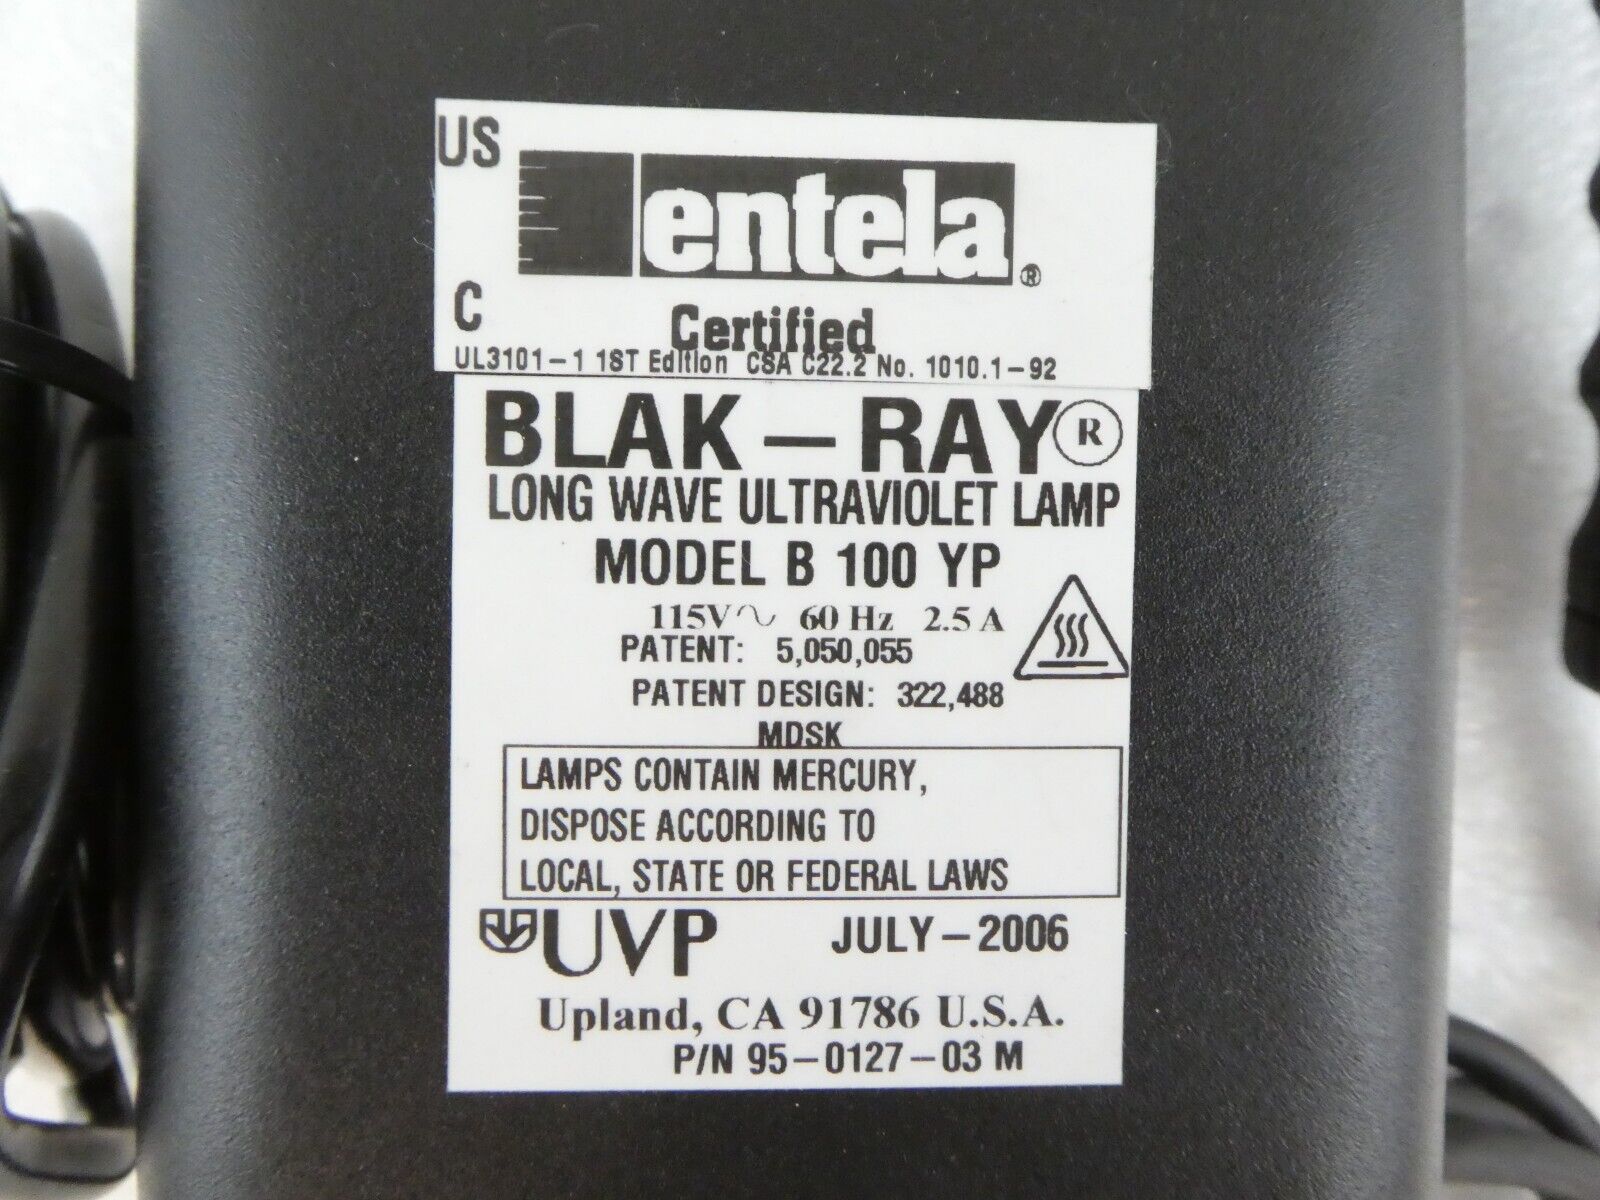 US
entela®
C
Certified
UL3101-1 1ST Edition CSA C22.2 No. 1010.1-92
BLAK-RAY®
LONG WAVE ULTRAVIOLET LAMP
MODEL B 100 YP
115V∿ 60 Hz 2.5 A
PATENT: 5,050,055
PATENT DESIGN: 322,488
MDSK
LAMPS CONTAIN MERCURY,
DISPOSE ACCORDING TO
LOCAL, STATE OR FEDERAL LAWS
UVP JULY-2006
Upland, CA 91786 U.S.A.
P/N 95-0127-03 M